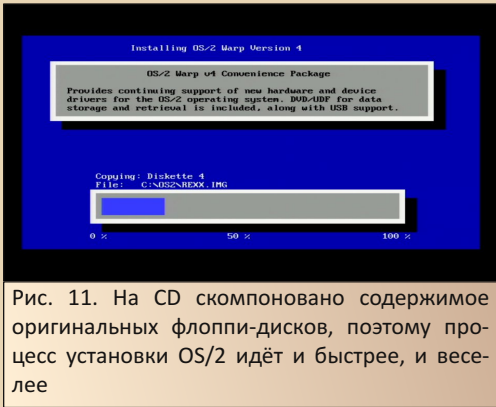 Installing OS/2 Warp Version 4
OS/2 Warp v4 Convenience Package
Provides continuing support of new hardware and device
drivers for the OS/2 operating system. DVD/UDF for data
storage and retrieval is included, along with USB support.
Copying: Diskette 4
File: C:\OS2\REXX.IMG
0 % 50 % 100 %
Рис. 11. На CD скомпоновано содержимое
оригинальных флоппи-дисков, поэтому про-
цесс установки OS/2 идёт и быстрее, и весе-
лее